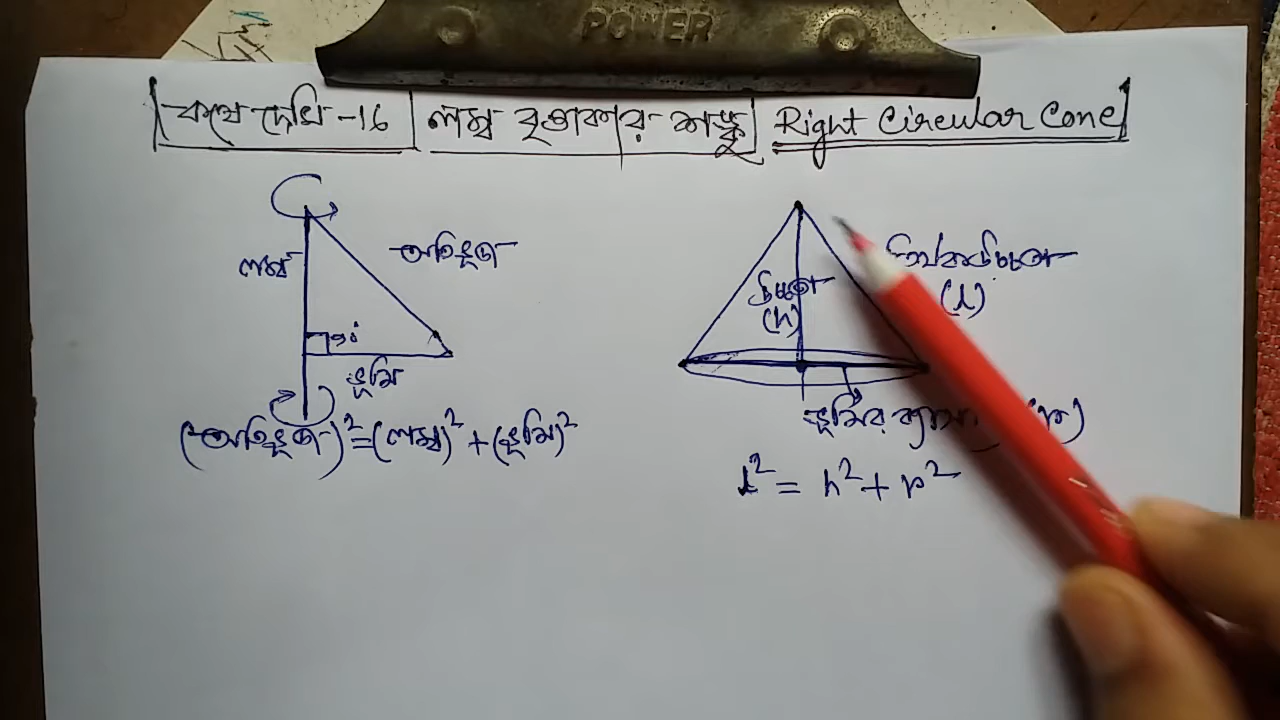 POWER
কষে দেখি -16 লম্ব বৃত্তাকার শঙ্কু Right Circular Cone
লম্ব
অতিভূজ
90°
ভূমি
(অতিভূজ)² = (লম্ব)² + (ভূমি)²
উচ্চতা
(h)
তির্যক উচ্চতা
(l)
ভূমির (r)
l² = h² + r²